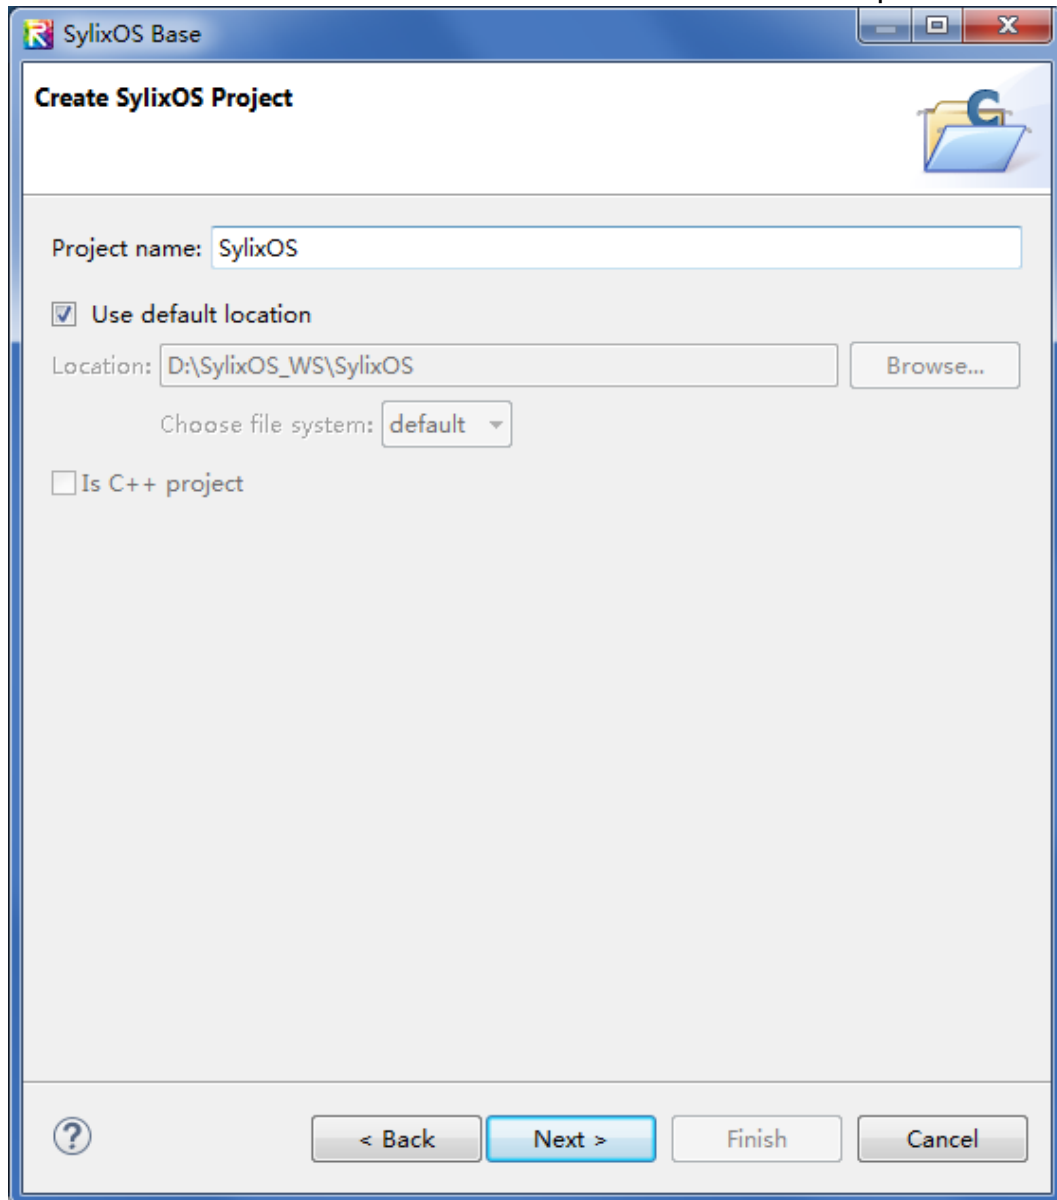 SylixOS Base
Create SylixOS Project
Project name: SylixOS
Use default location
Location: D:\SylixOS_WS\SylixOS Browse...
Choose file system: default
Is C++ project
? < Back Next > Finish Cancel